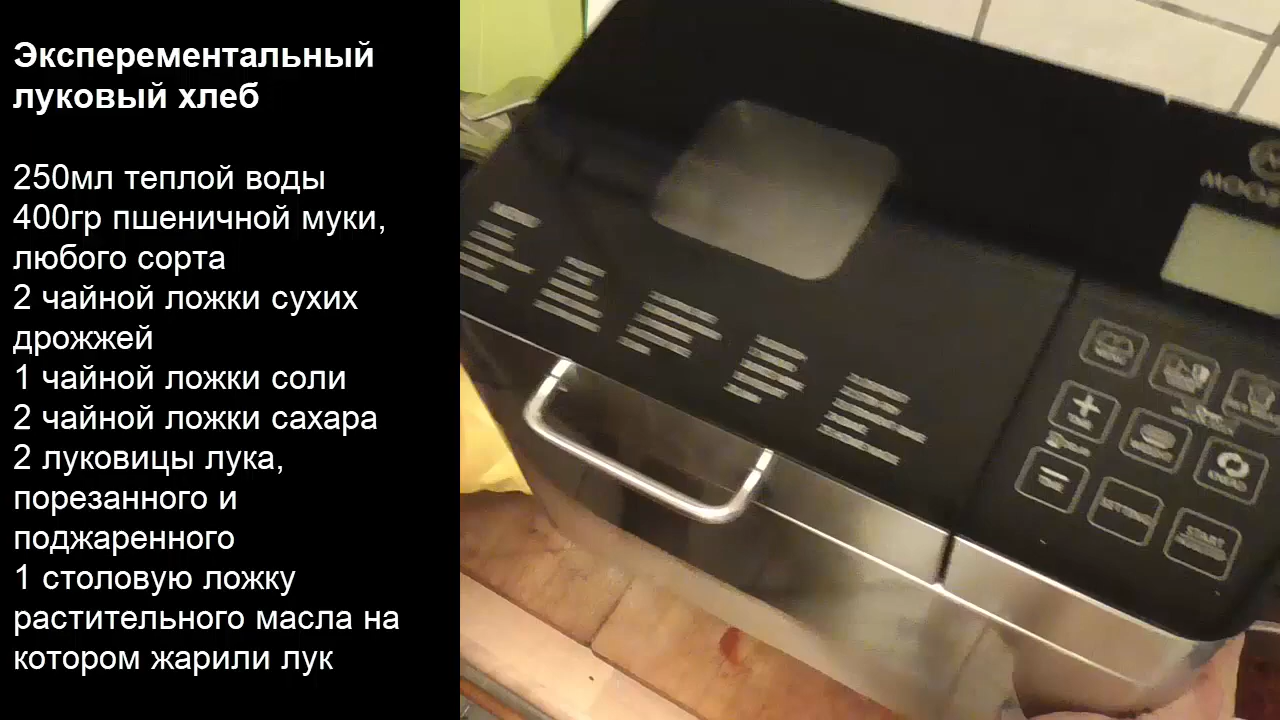 Эксперементальный
луковый хлеб
250мл теплой воды
400гр пшеничной муки,
любого сорта
2 чайной ложки сухих
дрожжей
1 чайной ложки соли
2 чайной ложки сахара
2 луковицы лука,
порезанного и
поджаренного
1 столовую ложку
растительного масла на
котором жарили лук
START